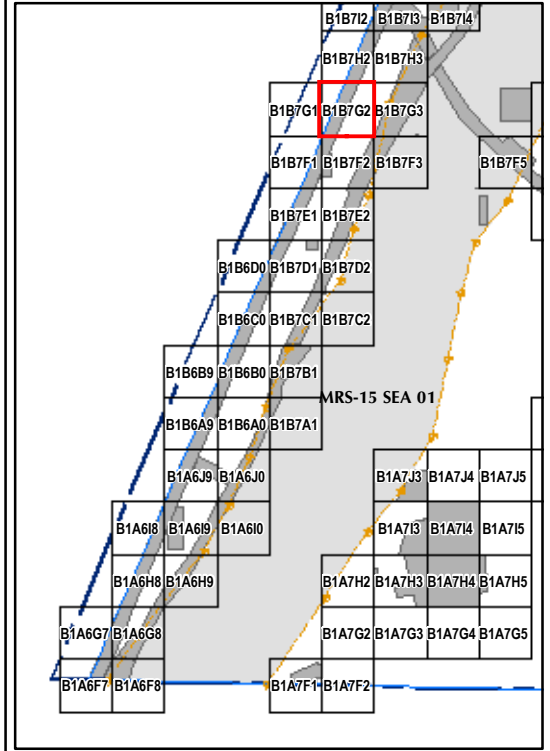 B1B7I2 B1B7I3 B1B7I4
B1B7H2 B1B7H3
B1B7G1 B1B7G2 B1B7G3
B1B7F1 B1B7F2 B1B7F3 B1B7F5
B1B7E1 B1B7E2
B1B6D0 B1B7D1 B1B7D2
B1B6C0 B1B7C1 B1B7C2
B1B6B9 B1B6B0 B1B7B1
MRS-15 SEA 01
B1B6A9 B1B6A0 B1B7A1
B1A6J9 B1A6J0 B1A7J3 B1A7J4 B1A7J5
B1A6I8 B1A6I9 B1A6I0 B1A7I3 B1A7I4 B1A7I5
B1A6H8 B1A6H9 B1A7H2 B1A7H3 B1A7H4 B1A7H5
B1A6G7 B1A6G8 B1A7G2 B1A7G3 B1A7G4 B1A7G5
B1A6F7 B1A6F8 B1A7F1 B1A7F2